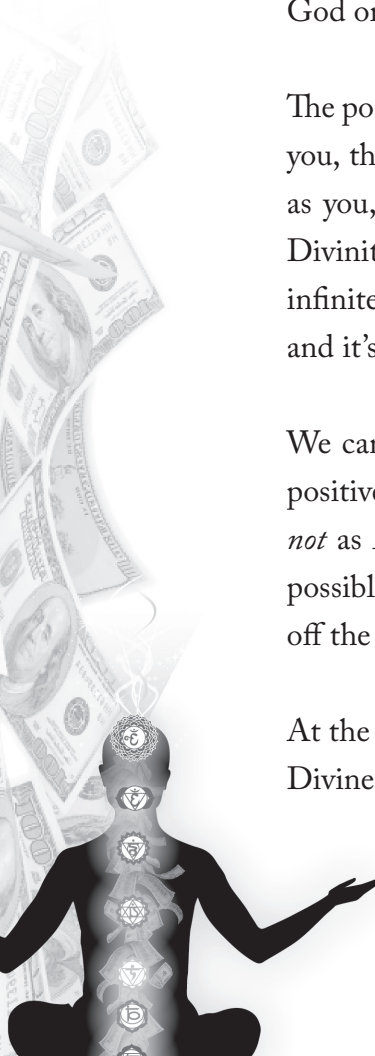 God or
The po
you, th
as you,
Divinit
infinite
and it's
We can
positive
not as
possibl
off the
At the
Divine